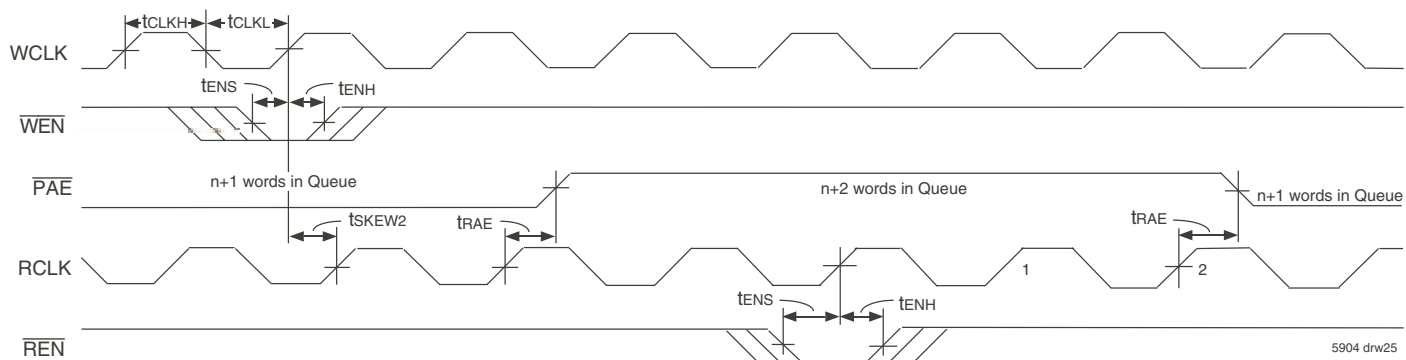 tCLKH tCLKL
WCLK
tENS tENH
WEN
PAE n+1 words in Queue n+2 words in Queue n+1 words in Queue
tSKEW2 tRAE tRAE
RCLK 1 2
tENS tENH
REN
5904 drw25